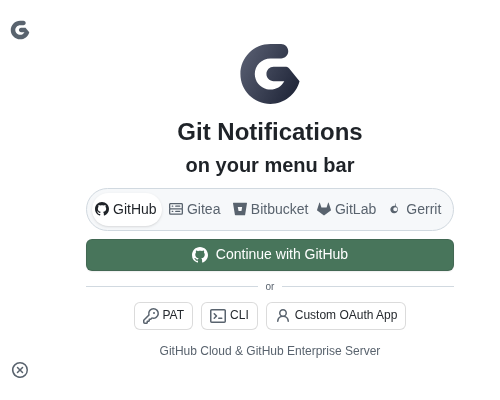 Git Notifications
on your menu bar
GitHub Gitea Bitbucket GitLab Gerrit
Continue with GitHub
or
PAT CLI Custom OAuth App
GitHub Cloud & GitHub Enterprise Server